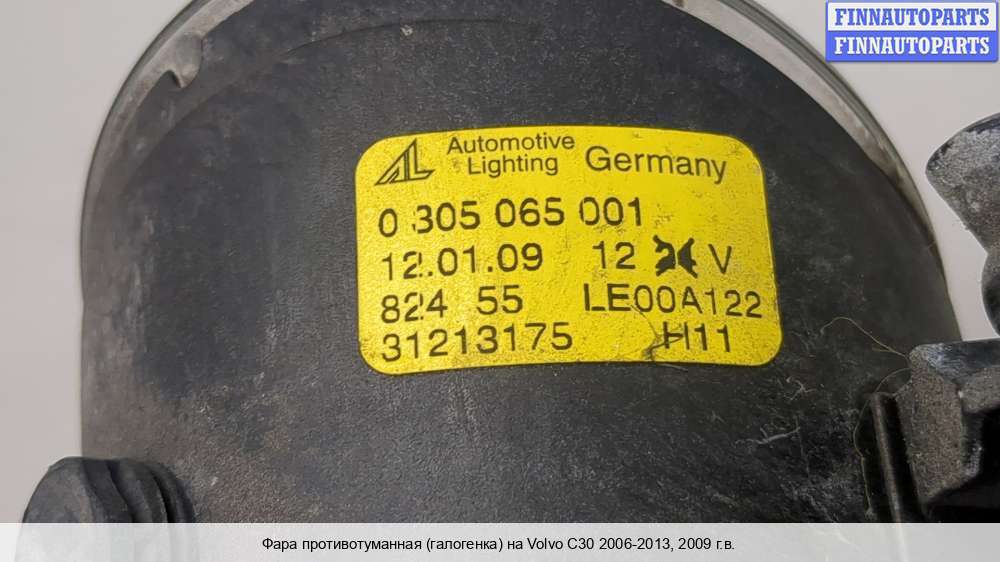 FINNAUTOPARTS
FINNAUTOPARTS
AL Automotive
Lighting Germany
0 305 065 001
12.01.09 12 V
824 55 LE00A122
31213175 H11
Фара противотуманная (галогенка) на Volvo C30 2006-2013, 2009 г.в.